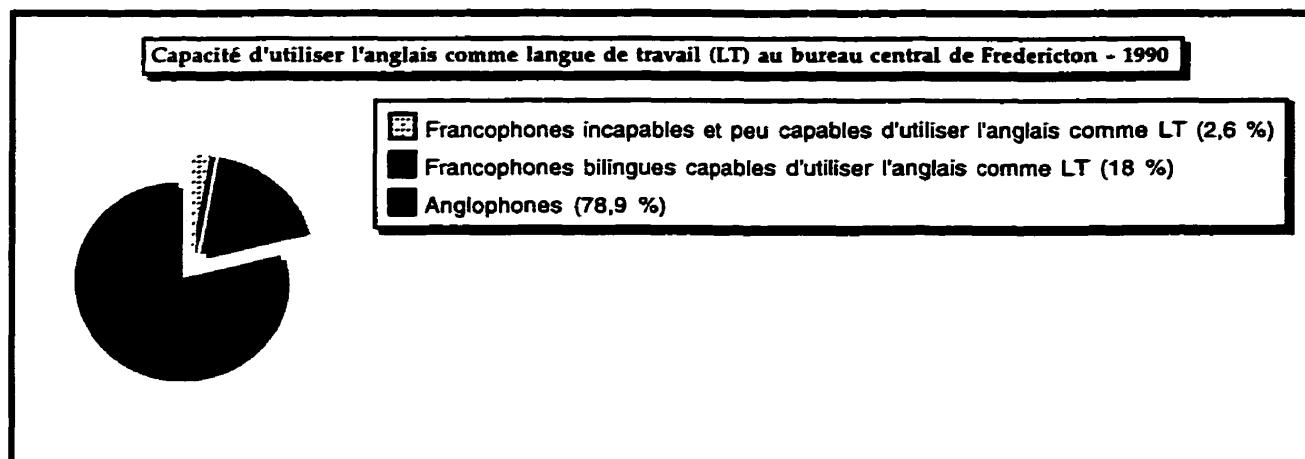 Capacité d'utiliser l'anglais comme langue de travail (LT) au bureau central de Fredericton - 1990
Francophones incapables et peu capables d'utiliser l'anglais comme LT (2,6 %)
Francophones bilingues capables d'utiliser l'anglais comme LT (18 %)
Anglophones (78,9 %)